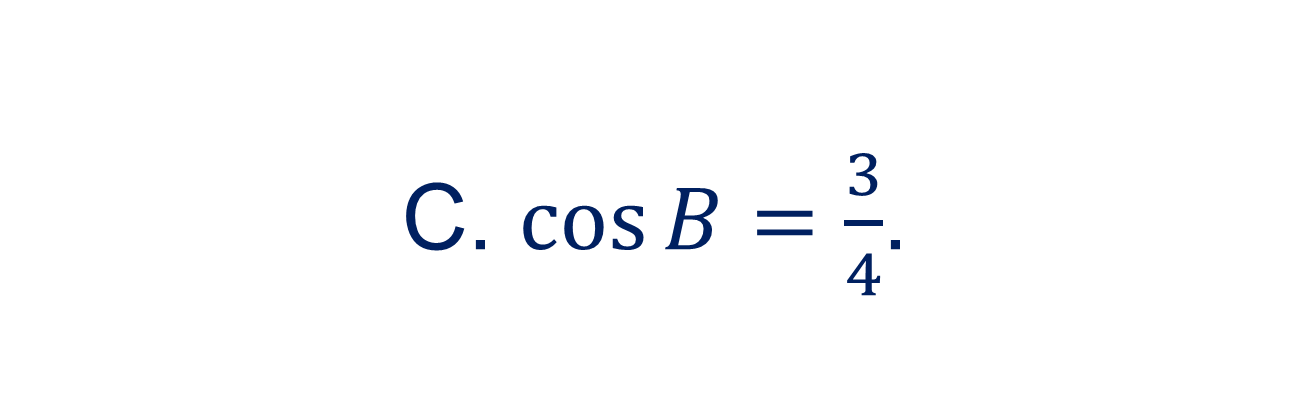 C. cos B = 3/4.